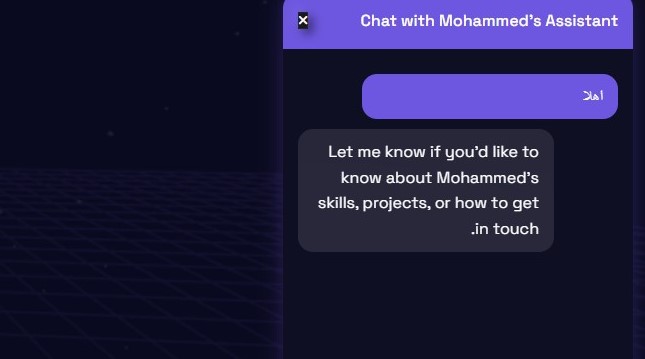 Chat with Mohammed's Assistant
×
اهلا
Let me know if you'd like to
know about Mohammed's
skills, projects, or how to get
.in touch